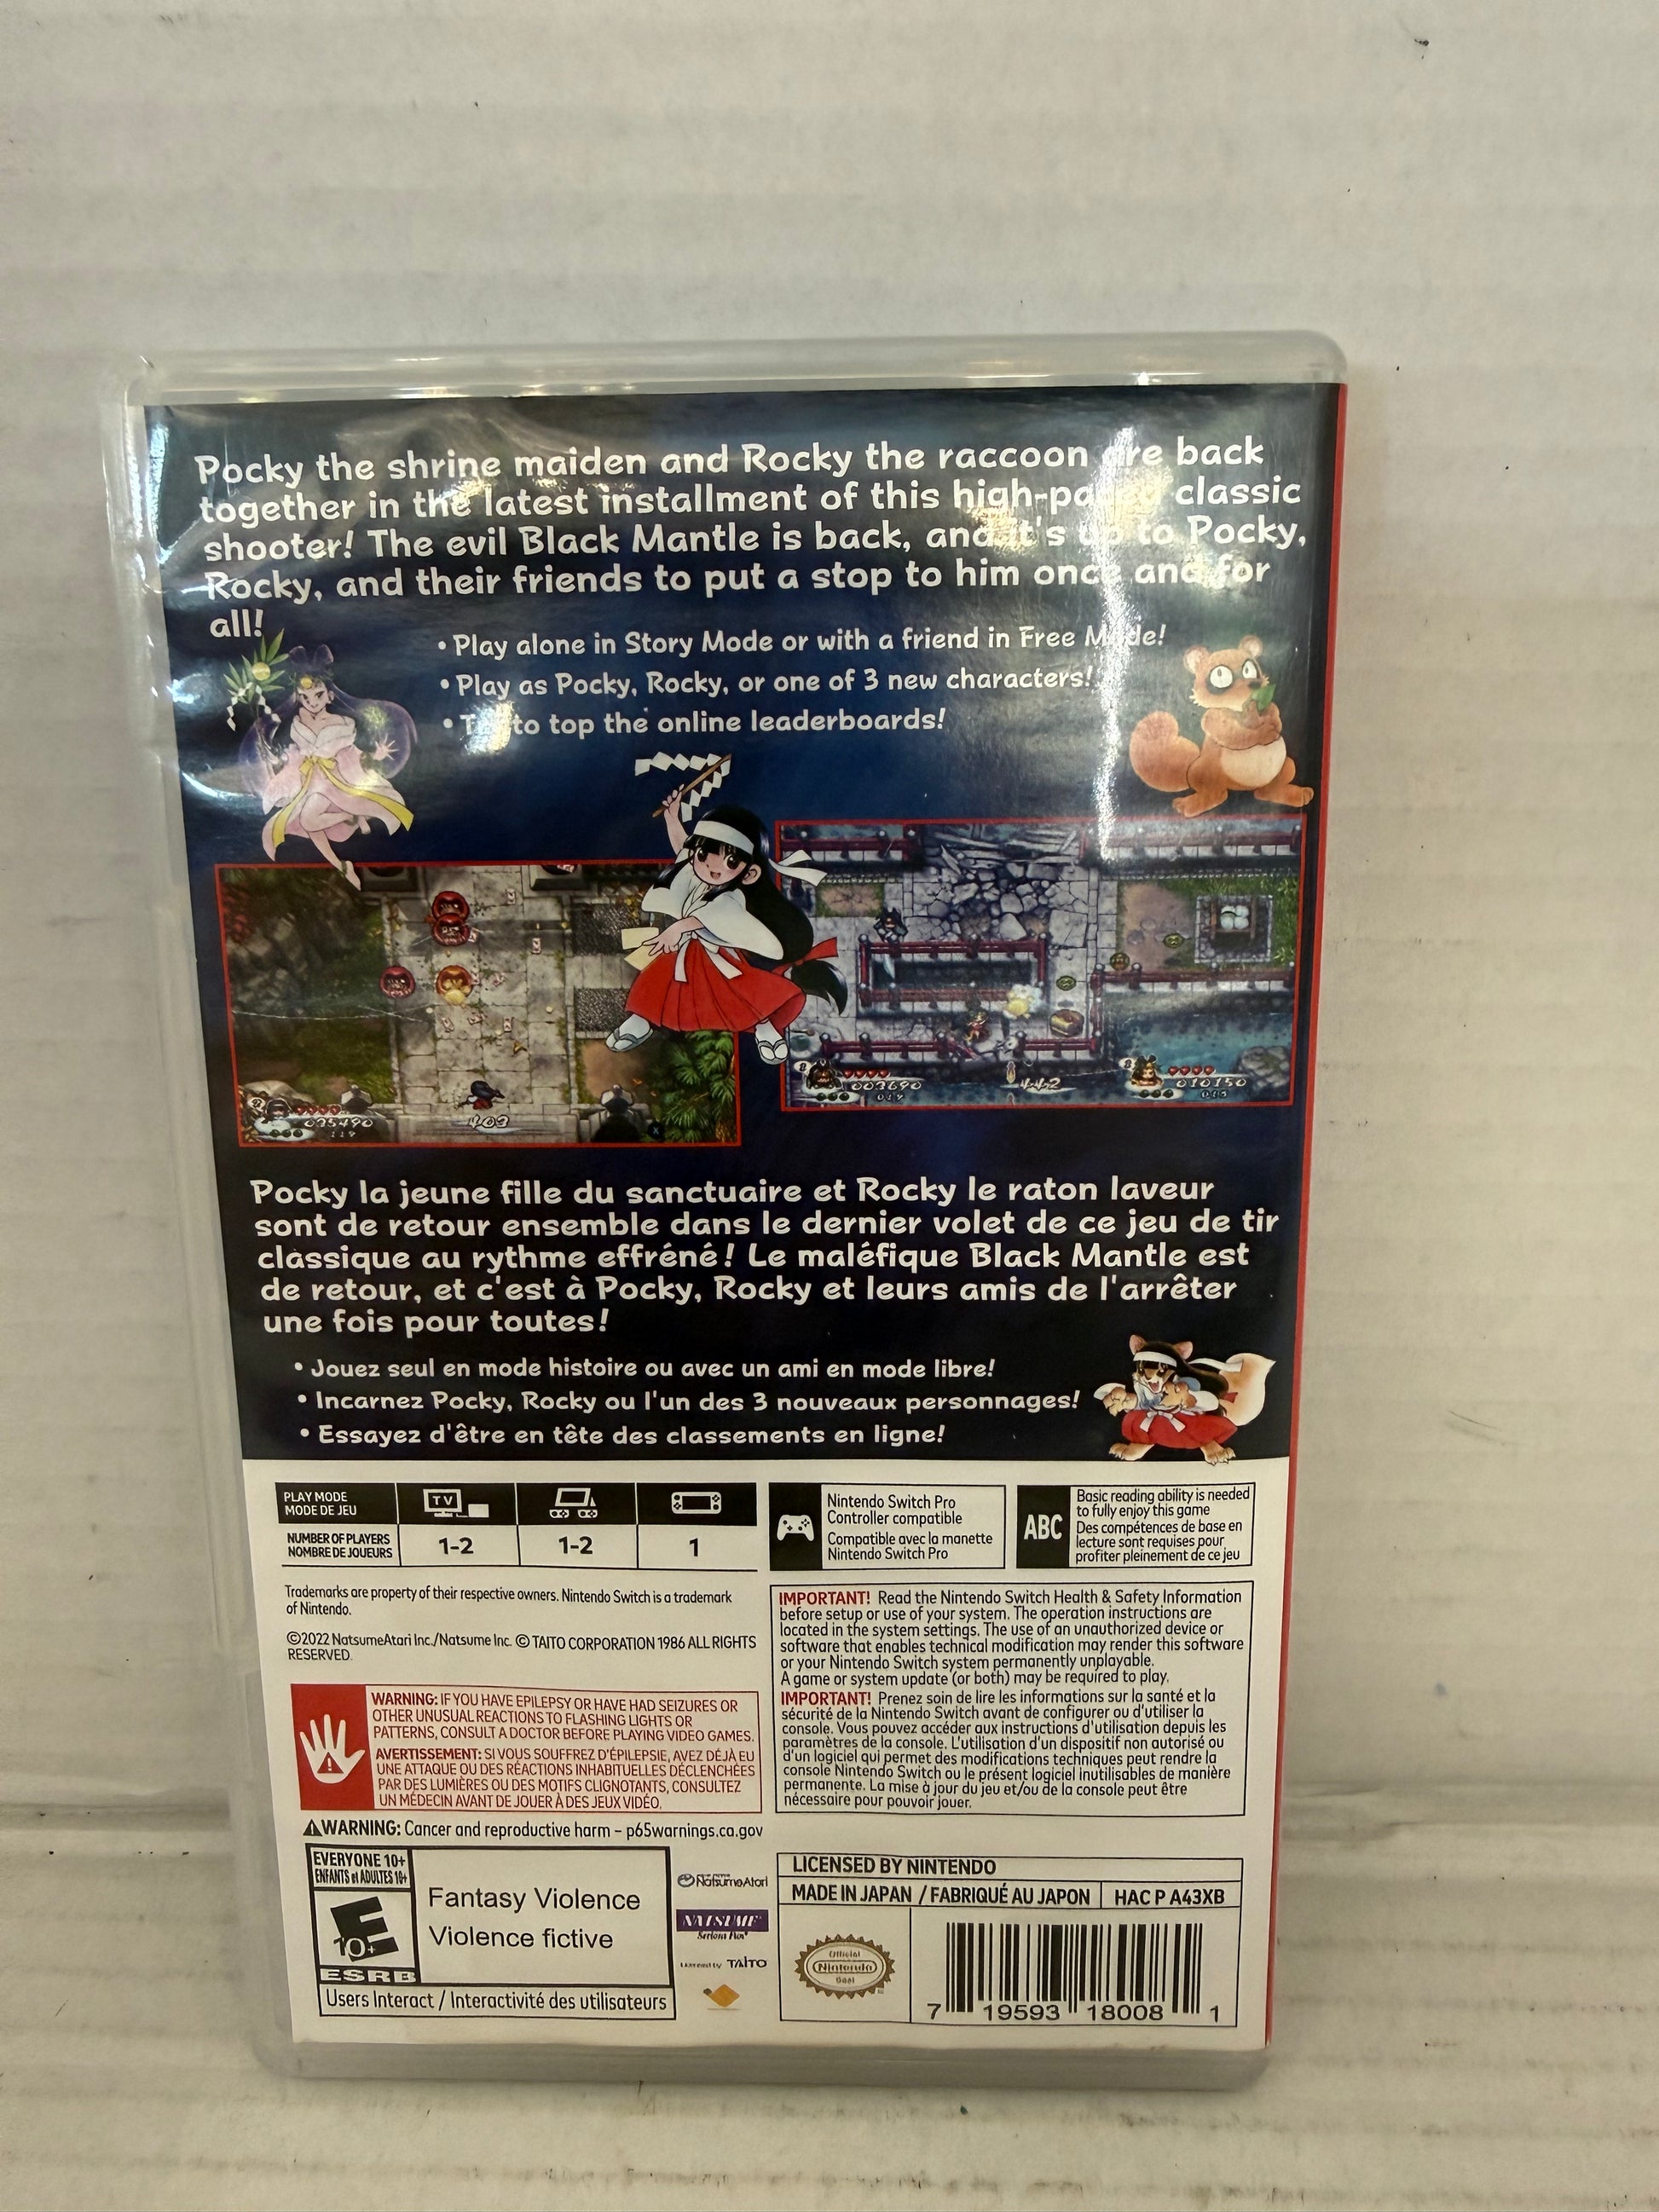 Pocky the shrine maiden and Rocky the raccoon are back
together in the latest installment of this high-paced classic
shooter! The evil Black Mantle is back, and it's up to Pocky,
Rocky, and their friends to put a stop to him once and for
all!
• Play alone in Story Mode or with a friend in Free Mode!
• Play as Pocky, Rocky, or one of 3 new characters!
• to top the online leaderboards!
035490
119
403
003690
019
442
010150
Pocky la jeune fille du sanctuaire et Rocky le raton laveur
sont de retour ensemble dans le dernier volet de ce jeu de tir
classique au rythme effréné! Le maléfique Black Mantle est
de retour, et c'est à Pocky, Rocky et leurs amis de l'arrêter
une fois pour toutes!
• Jouez seul en mode histoire ou avec un ami en mode libre!
• Incarnez Pocky, Rocky ou l'un des 3 nouveaux personnages!
• Essayez d'être en tête des classements en ligne!
PLAY MODE
MODE DE JEU
TV
NUMBER OF PLAYERS
NOMBRE DE JOUEURS
1-2
1-2
1
Nintendo Switch Pro
Controller compatible
Compatible avec la manette
Nintendo Switch Pro
ABC
Basic reading ability is needed
to fully enjoy this game
Des compétences de base en
lecture sont requises pour
profiter pleinement de ce jeu
Trademarks are property of their respective owners. Nintendo Switch is a trademark
of Nintendo.
©2022 NatsumeAtari Inc./Natsume Inc. © TAITO CORPORATION 1986 ALL RIGHTS
RESERVED.
WARNING: IF YOU HAVE EPILEPSY OR HAVE HAD SEIZURES OR
OTHER UNUSUAL REACTIONS TO FLASHING LIGHTS OR
PATTERNS, CONSULT A DOCTOR BEFORE PLAYING VIDEO GAMES.
AVERTISSEMENT: SI VOUS SOUFFREZ D'ÉPILEPSIE, AVEZ DÉJÀ EU
UNE ATTAQUE OU DES RÉACTIONS INHABITUELLES DÉCLENCHÉES
PAR DES LUMIÈRES OU DES MOTIFS CLIGNOTANTS, CONSULTEZ
UN MÉDECIN AVANT DE JOUER À DES JEUX VIDÉO.
IMPORTANT! Read the Nintendo Switch Health & Safety Information
before setup or use of your system. The operation instructions are
located in the system settings. The use of an unauthorized device or
software that enables technical modification may render this software
or your Nintendo Switch system permanently unplayable.
A game or system update (or both) may be required to play.
IMPORTANT! Prenez soin de lire les informations sur la santé et la
sécurité de la Nintendo Switch avant de configurer ou d'utiliser la
console. Vous pouvez accéder aux instructions d'utilisation depuis les
paramètres de la console. L'utilisation d'un dispositif non autorisé ou
d'un logiciel qui permet des modifications techniques peut rendre la
console Nintendo Switch ou le présent logiciel inutilisables de manière
permanente. La mise à jour du jeu et/ou de la console peut être
nécessaire pour pouvoir jouer.
⚠WARNING: Cancer and reproductive harm – p65warnings.ca.gov
EVERYONE 10+
ENFANTS et ADULTES 10+
E
10+
ESRB
Fantasy Violence
Violence fictive
Users Interact / Interactivité des utilisateurs
NatsumeAtari
NATSUME
Serious Fun
Licensed by TAITO
LICENSED BY NINTENDO
MADE IN JAPAN / FABRIQUÉ AU JAPON
HAC P A43XB
Official
Nintendo
Seal
7 19593 18008 1